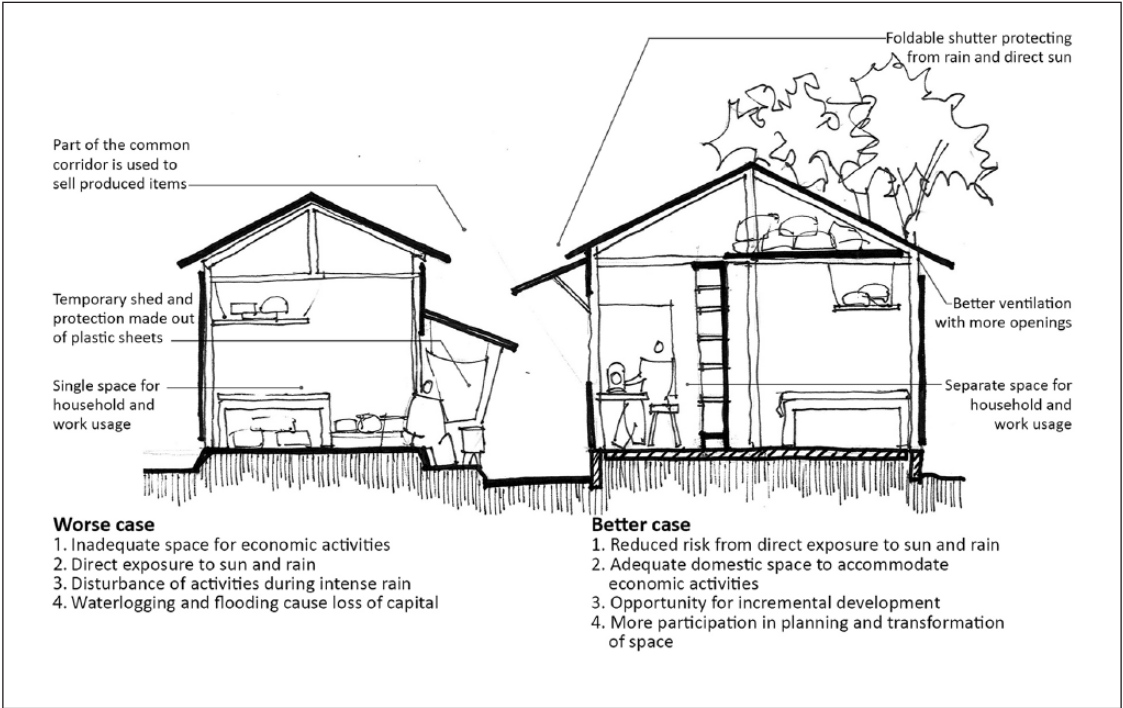 Foldable shutter protecting
from rain and direct sun
Part of the common
corridor is used to
sell produced items
Temporary shed and
protection made out
of plastic sheets
Better ventilation
with more openings
Single space for
household and
work usage
Separate space for
household and
work usage
Worse case
1. Inadequate space for economic activities
2. Direct exposure to sun and rain
3. Disturbance of activities during intense rain
4. Waterlogging and flooding cause loss of capital
Better case
1. Reduced risk from direct exposure to sun and rain
2. Adequate domestic space to accommodate
economic activities
3. Opportunity for incremental development
4. More participation in planning and transformation
of space